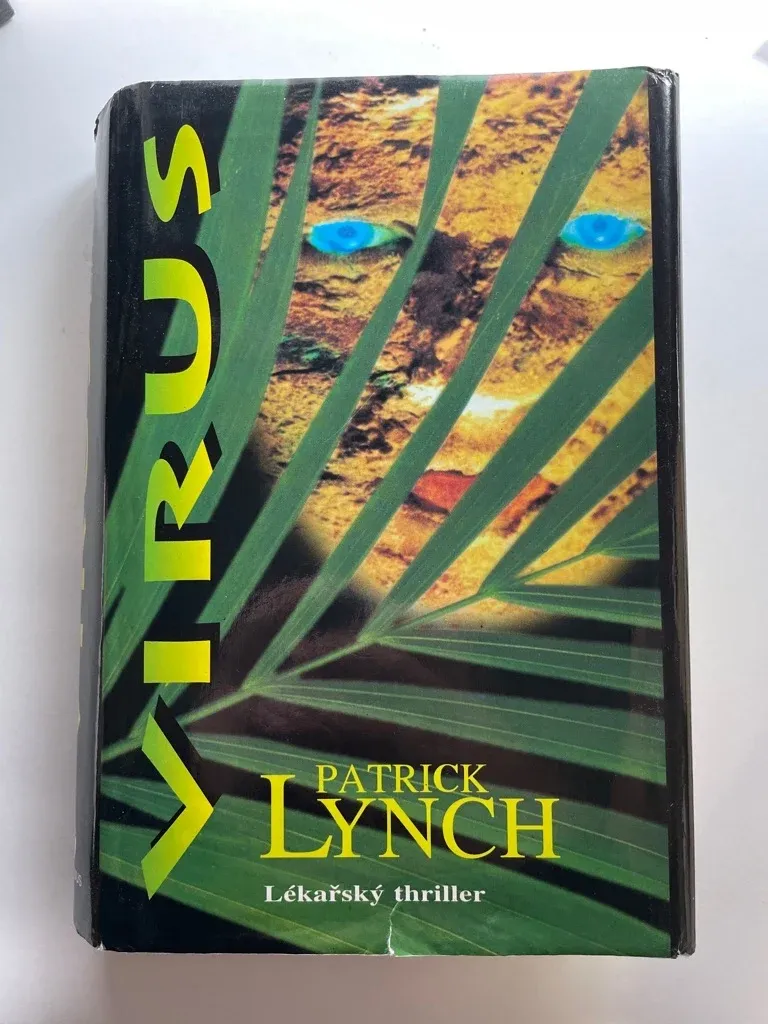 VIRUS
PATRICK
LYNCH
Lékařský thriller